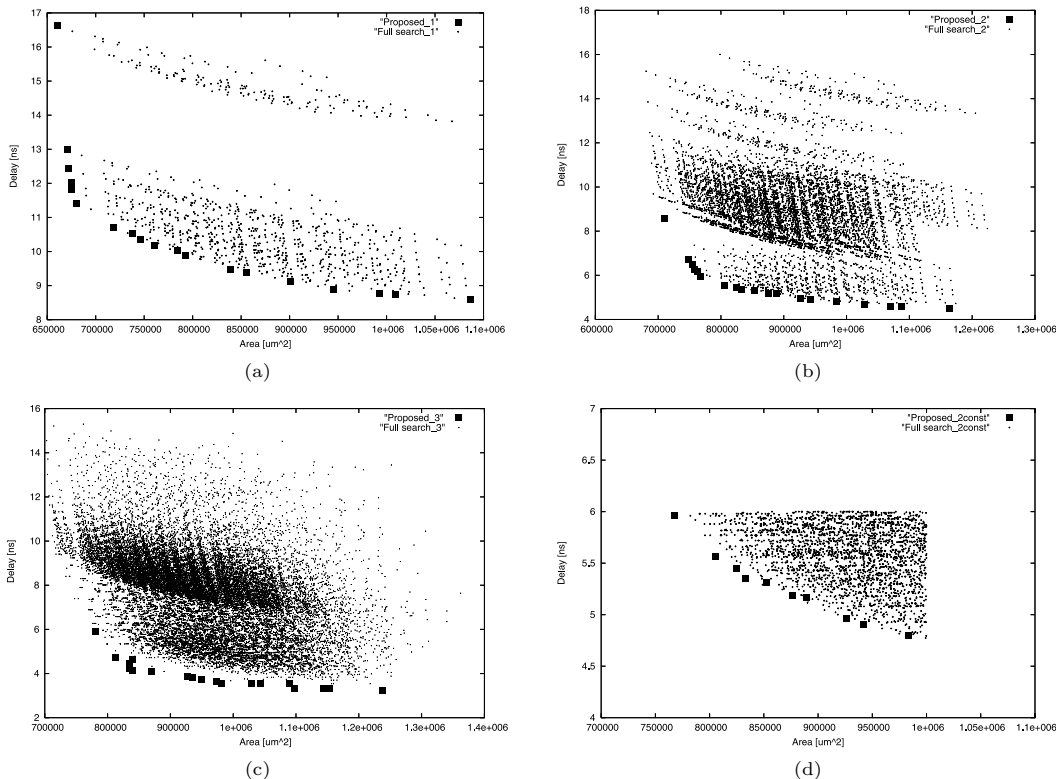 17
16
15
14
13
12
11
10
9
8
650000 700000 750000 800000 850000 900000 950000 1e+006 1.05e+006 1.1e+006
Delay [ns]
Area [um^2]
"Proposed_1"
"Full search_1"
(a)
18
16
14
12
10
8
6
4
600000 700000 800000 900000 1e+006 1.1e+006 1.2e+006 1.3e+006
Delay [ns]
Area [um^2]
"Proposed_2"
"Full search_2"
(b)
16
14
12
10
8
6
4
2
700000 800000 900000 1e+006 1.1e+006 1.2e+006 1.3e+006 1.4e+006
Delay [ns]
Area [um^2]
"Proposed_3"
"Full search_3"
(c)
7
6.5
6
5.5
5
4.5
4
700000 750000 800000 850000 900000 950000 1e+006 1.05e+006 1.1e+006
Delay [ns]
Area [um^2]
"Proposed_2const"
"Full search_2const"
(d)